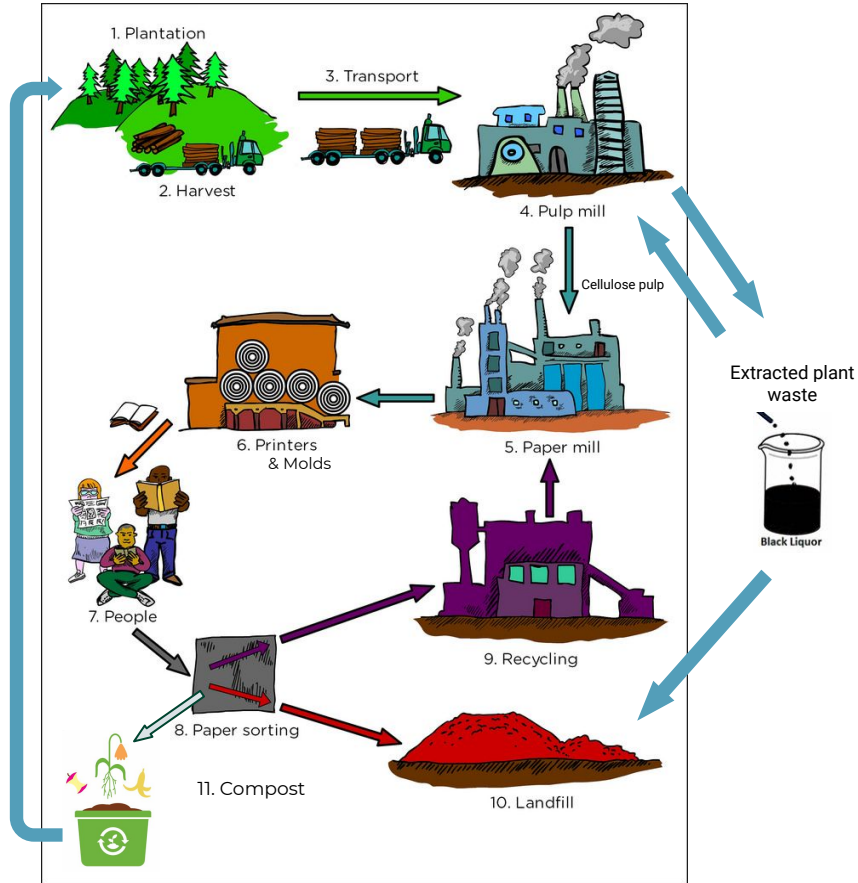 1. Plantation
3. Transport
2. Harvest
4. Pulp mill
Cellulose pulp
Extracted plant
waste
Black Liquor
6. Printers
& Molds
5. Paper mill
7. People
9. Recycling
8. Paper sorting
11. Compost
10. Landfill